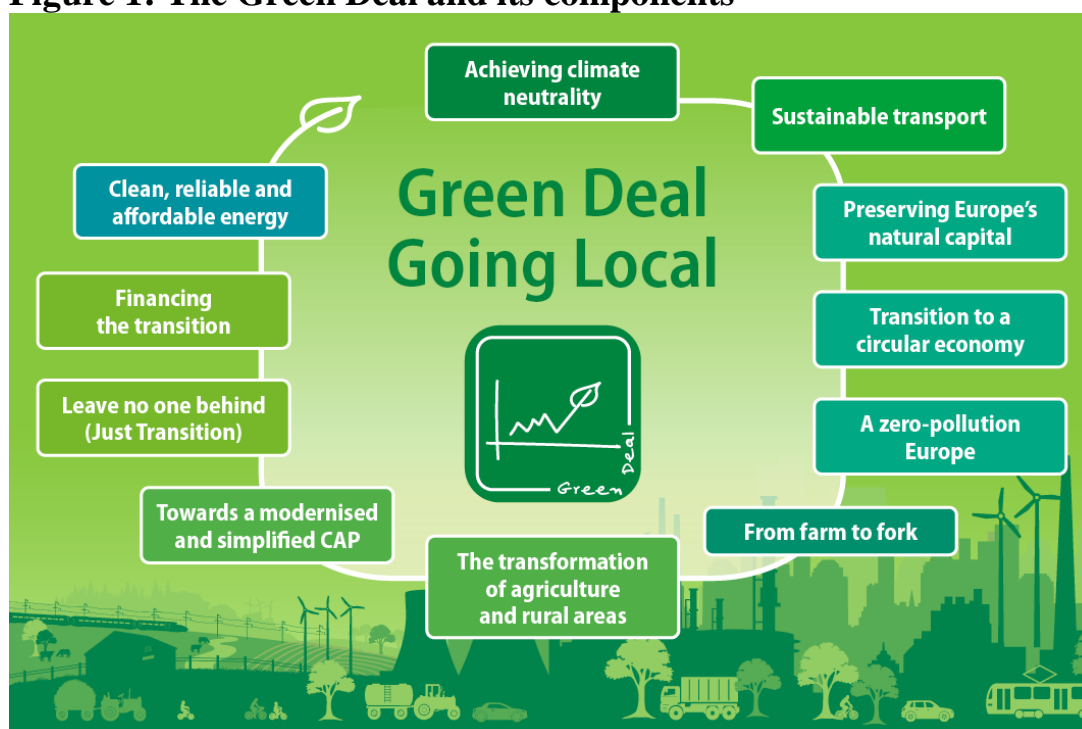 Figure 1: The Green Deal and its components
Achieving climate
neutrality
Sustainable transport
Clean, reliable and
affordable energy
Green Deal
Going Local
Preserving Europe's
natural capital
Financing
the transition
Transition to a
circular economy
Leave no one behind
(Just Transition)
A zero-pollution
Europe
Green Deal
Towards a modernised
and simplified CAP
From farm to fork
The transformation
of agriculture
and rural areas